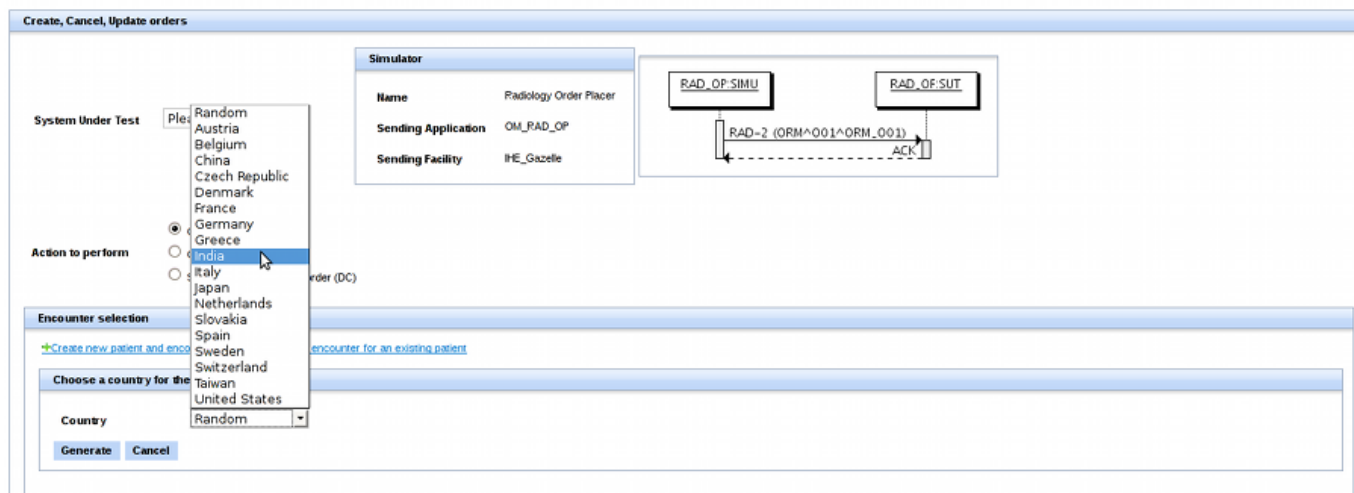 Create, Cancel, Update orders
System Under Test
Plea
Simulator
Name Radiology Order Placer
Sending Application OM_RAD_OP
Sending Facility IHE_Gazelle
RAD_OP:SIMU
RAD_OF:SUT
RAD-2 (ORM^O01^ORM_O01)
ACK
Action to perform
order (DC)
Random
Austria
Belgium
China
Czech Republic
Denmark
France
Germany
Greece
India
Italy
Japan
Netherlands
Slovakia
Spain
Sweden
Switzerland
Taiwan
United States
Encounter selection
Create new patient and enco encounter for an existing patient
Choose a country for the
Country Random
Generate Cancel